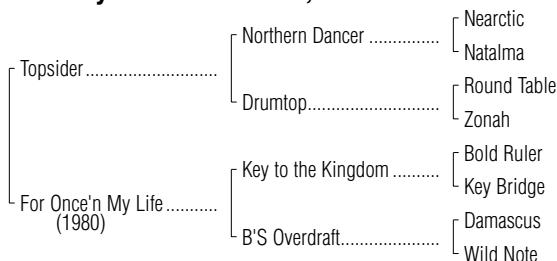 Nearctic
Northern Dancer ..............
Natalma
Topsider..........................
Round Table
Drumtop..........................
Zonah
Bold Ruler
Key to the Kingdom ..........
Key Bridge
For Once'n My Life ...........
(1980)
Damascus
B'S Overdraft....................
Wild Note